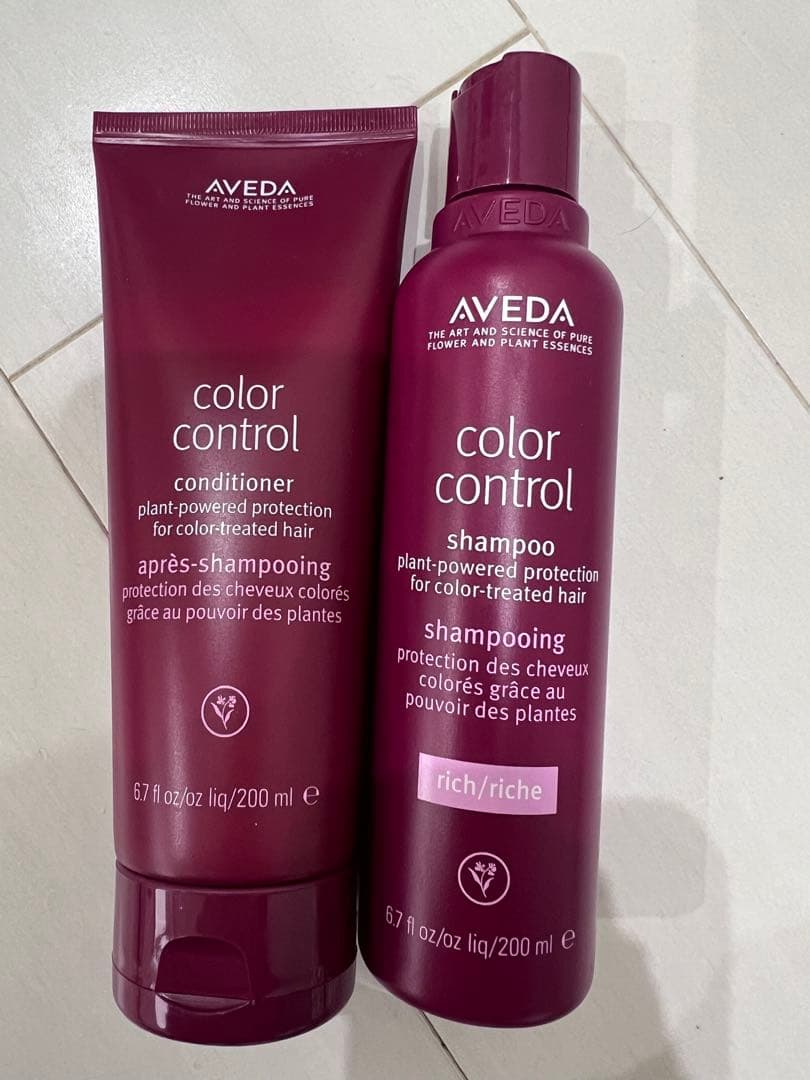 AVEDA
THE ART AND SCIENCE OF PURE
FLOWER AND PLANT ESSENCES
color
control
conditioner
plant-powered protection
for color-treated hair
après-shampooing
protection des cheveux colorés
grâce au pouvoir des plantes
6.7 fl oz/oz liq/200 ml e
AVEDA
AVEDA
THE ART AND SCIENCE OF PURE
FLOWER AND PLANT ESSENCES
color
control
shampoo
plant-powered protection
for color-treated hair
shampooing
protection des cheveux
colorés grâce au
pouvoir des plantes
rich/riche
6.7 fl oz/oz liq/200 ml e